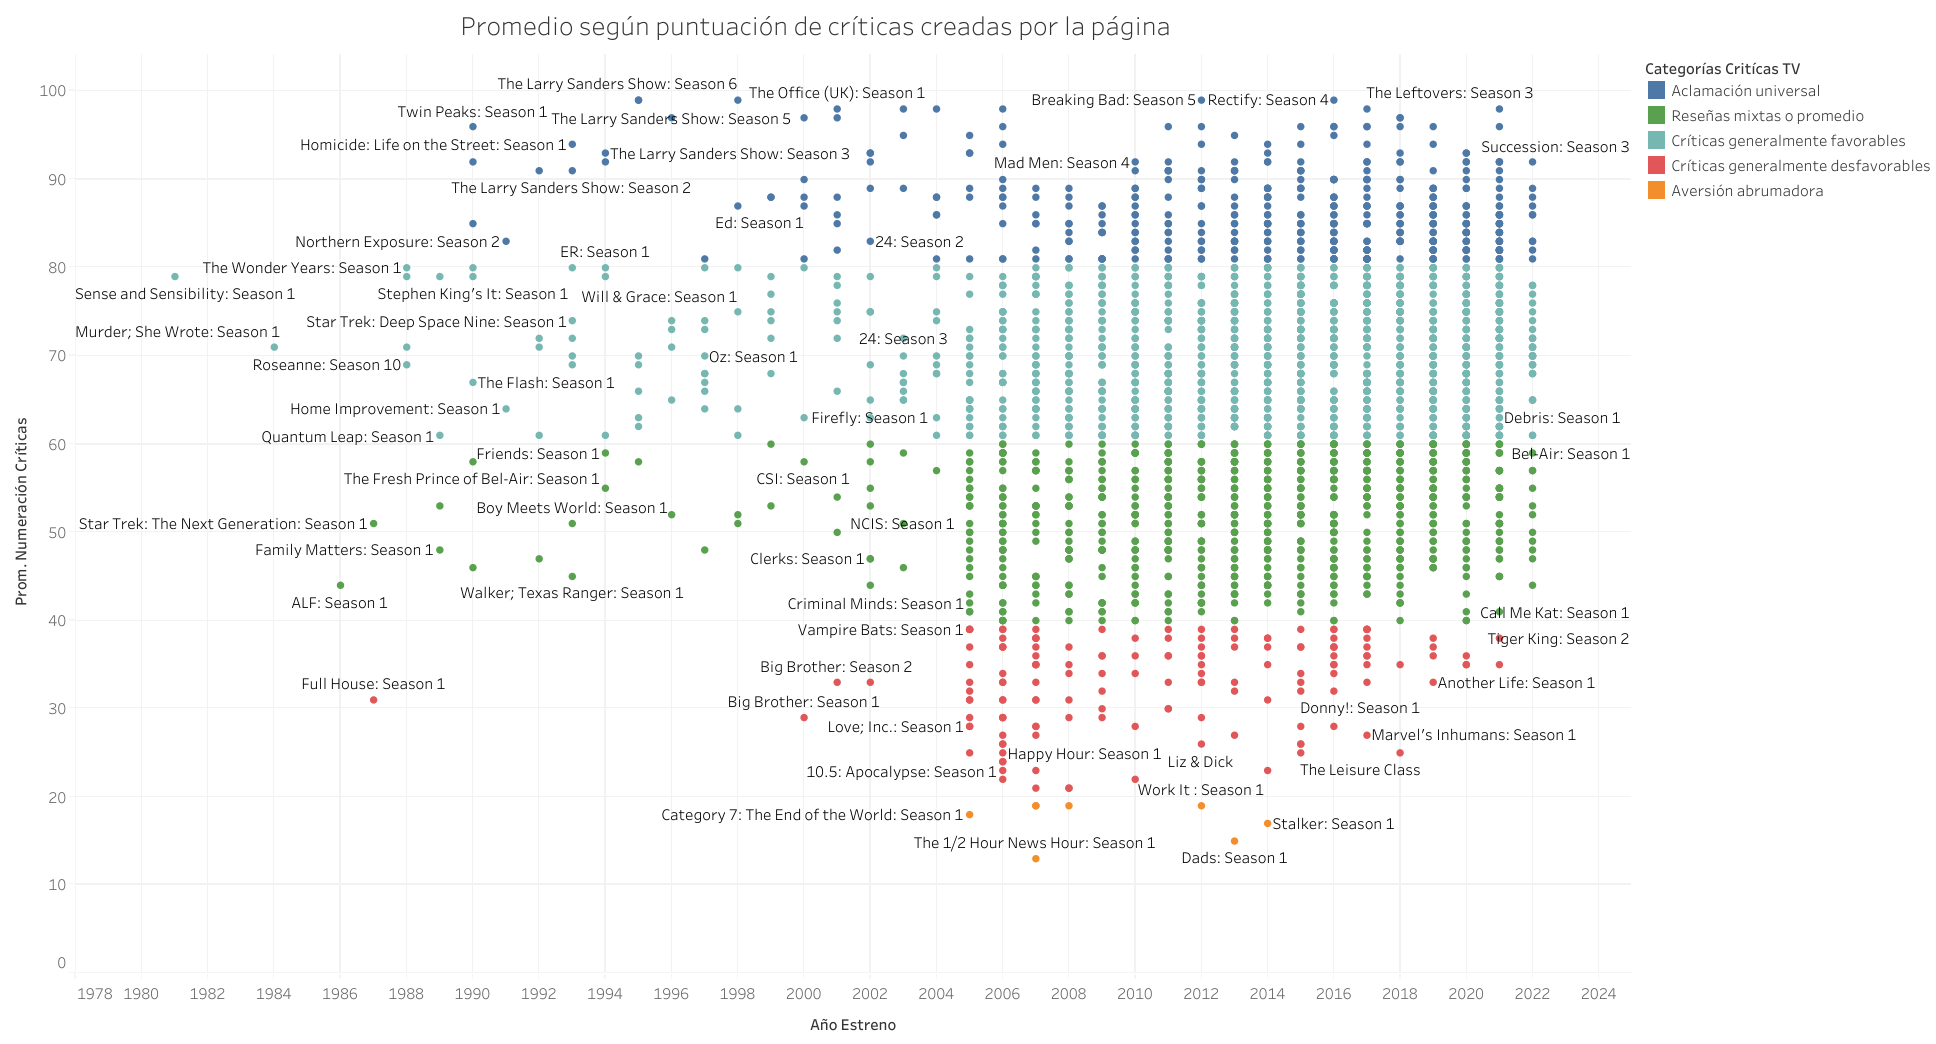 Promedio según puntuación de críticas creadas por la página
Categorías Critícas TV
Aclamación universal
Reseñas mixtas o promedio
Críticas generalmente favorables
Críticas generalmente desfavorables
Aversión abrumadora
Prom. Numeración Críticas
100
90
80
70
60
50
40
30
20
10
0
The Larry Sanders Show: Season 6
The Office (UK): Season 1
Breaking Bad: Season 5
Rectify: Season 4
The Leftovers: Season 3
Twin Peaks: Season 1
The Larry Sanders Show: Season 5
Homicide: Life on the Street: Season 1
The Larry Sanders Show: Season 3
Mad Men: Season 4
Succession: Season 3
The Larry Sanders Show: Season 2
Ed: Season 1
Northern Exposure: Season 2
24: Season 2
ER: Season 1
The Wonder Years: Season 1
Sense and Sensibility: Season 1
Stephen King's It: Season 1
Will & Grace: Season 1
Star Trek: Deep Space Nine: Season 1
Murder; She Wrote: Season 1
24: Season 3
Oz: Season 1
Roseanne: Season 10
The Flash: Season 1
Home Improvement: Season 1
Firefly: Season 1
Debris: Season 1
Quantum Leap: Season 1
Friends: Season 1
Bel-Air: Season 1
The Fresh Prince of Bel-Air: Season 1
CSI: Season 1
Boy Meets World: Season 1
Star Trek: The Next Generation: Season 1
NCIS: Season 1
Family Matters: Season 1
Clerks: Season 1
Walker; Texas Ranger: Season 1
ALF: Season 1
Criminal Minds: Season 1
Call Me Kat: Season 1
Vampire Bats: Season 1
Tiger King: Season 2
Big Brother: Season 2
Full House: Season 1
Another Life: Season 1
Big Brother: Season 1
Donny!: Season 1
Love; Inc.: Season 1
Marvel's Inhumans: Season 1
Happy Hour: Season 1
Liz & Dick
10.5: Apocalypse: Season 1
The Leisure Class
Work It : Season 1
Category 7: The End of the World: Season 1
Stalker: Season 1
The 1/2 Hour News Hour: Season 1
Dads: Season 1
1978 1980 1982 1984 1986 1988 1990 1992 1994 1996 1998 2000 2002 2004 2006 2008 2010 2012 2014 2016 2018 2020 2022 2024
Año Estreno